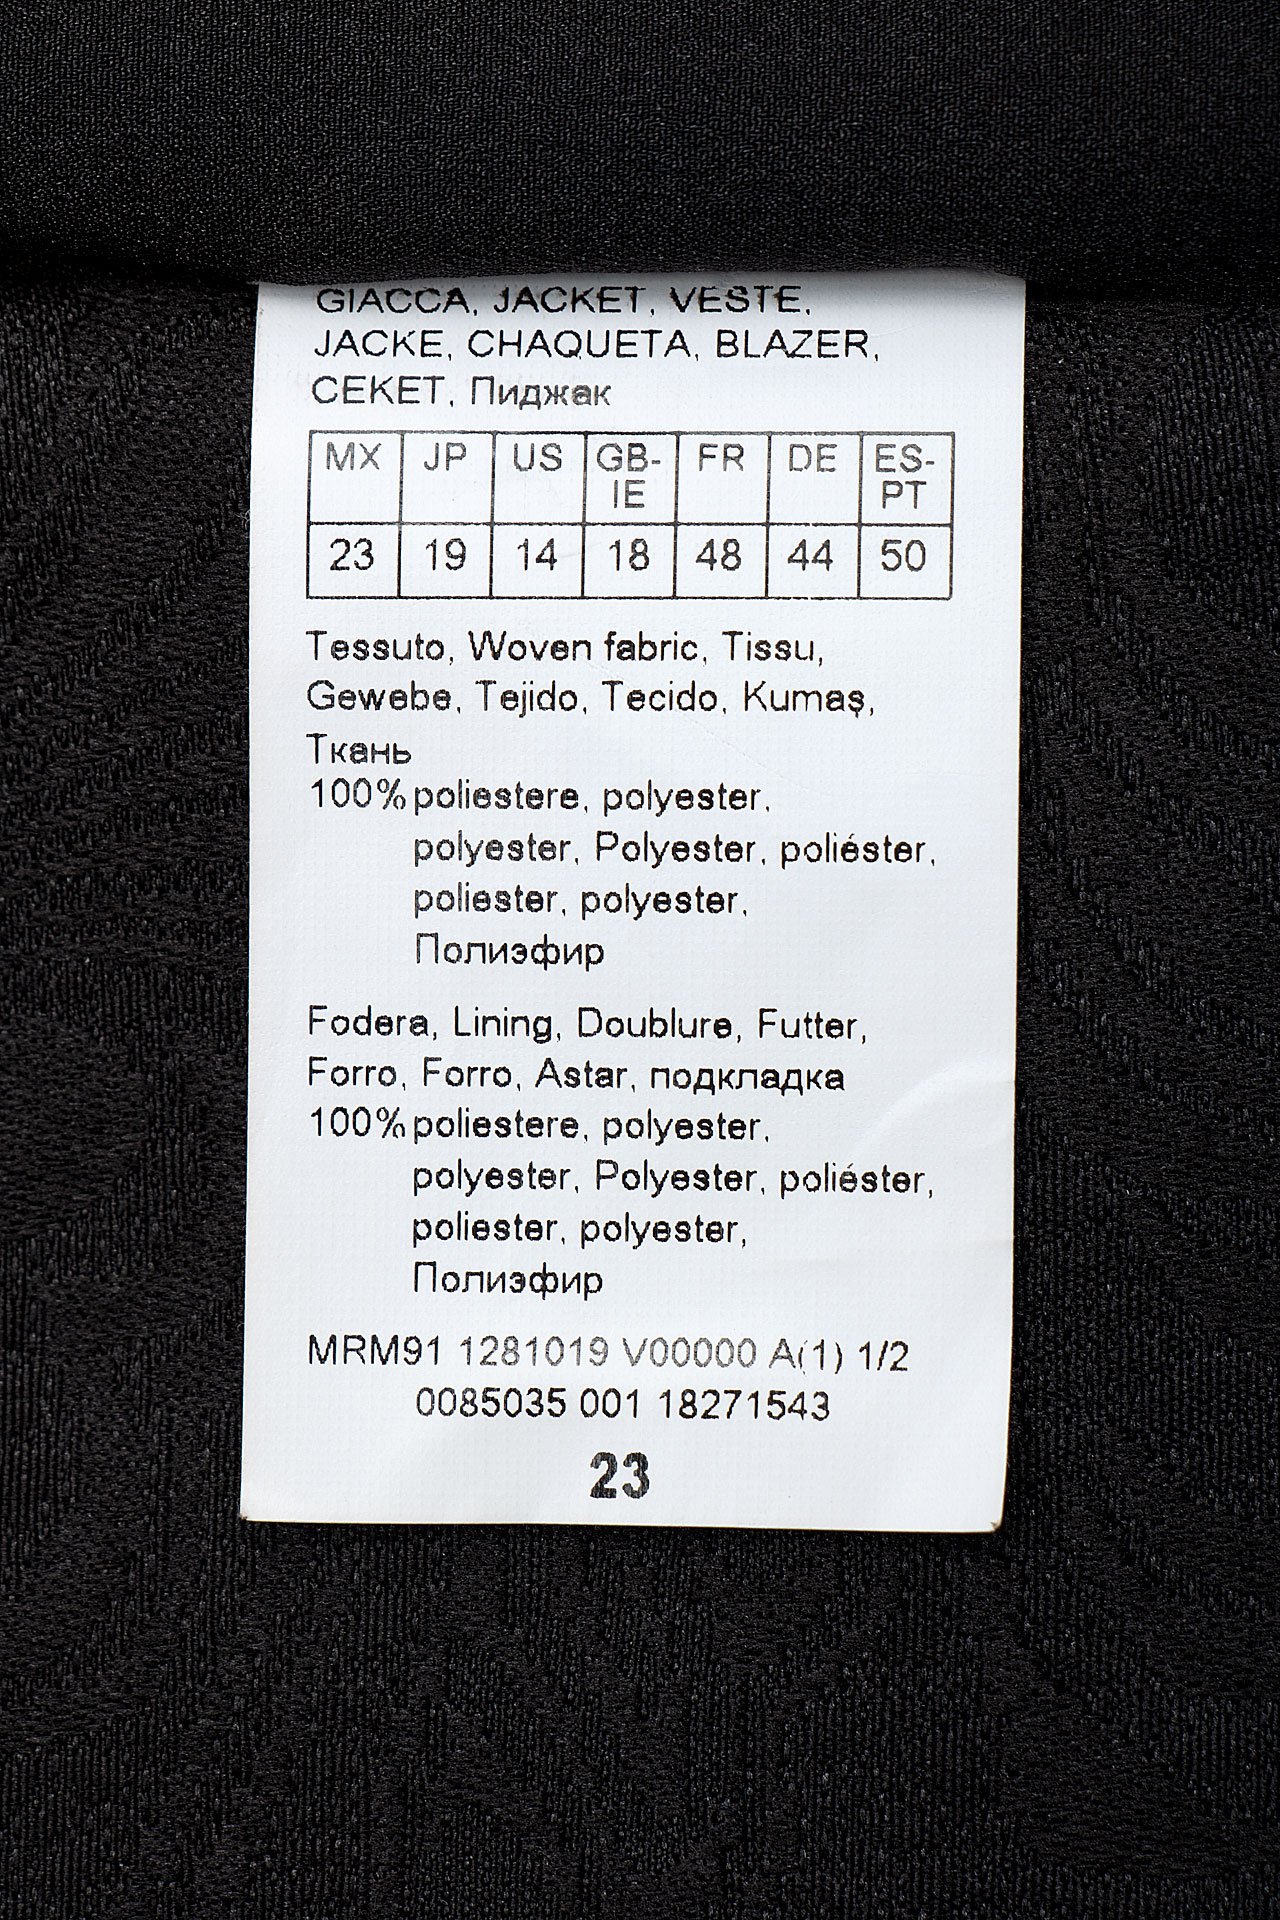 GIACCA, JACKET, VESTE,
JACKE, CHAQUETA, BLAZER,
CEKET, Пиджак
MX JP US GB-IE FR DE ES-PT
23 19 14 18 48 44 50
Tessuto, Woven fabric, Tissu,
Gewebe, Tejido, Tecido, Kumaş,
Ткань
100% poliestere, polyester,
polyester, Polyester, poliéster,
poliester, polyester,
Полиэфир
Fodera, Lining, Doublure, Futter,
Forro, Forro, Astar, подкладка
100% poliestere, polyester,
polyester, Polyester, poliéster,
poliester, polyester,
Полиэфир
MRM91 1281019 V00000 A(1) 1/2
0085035 001 18271543
23